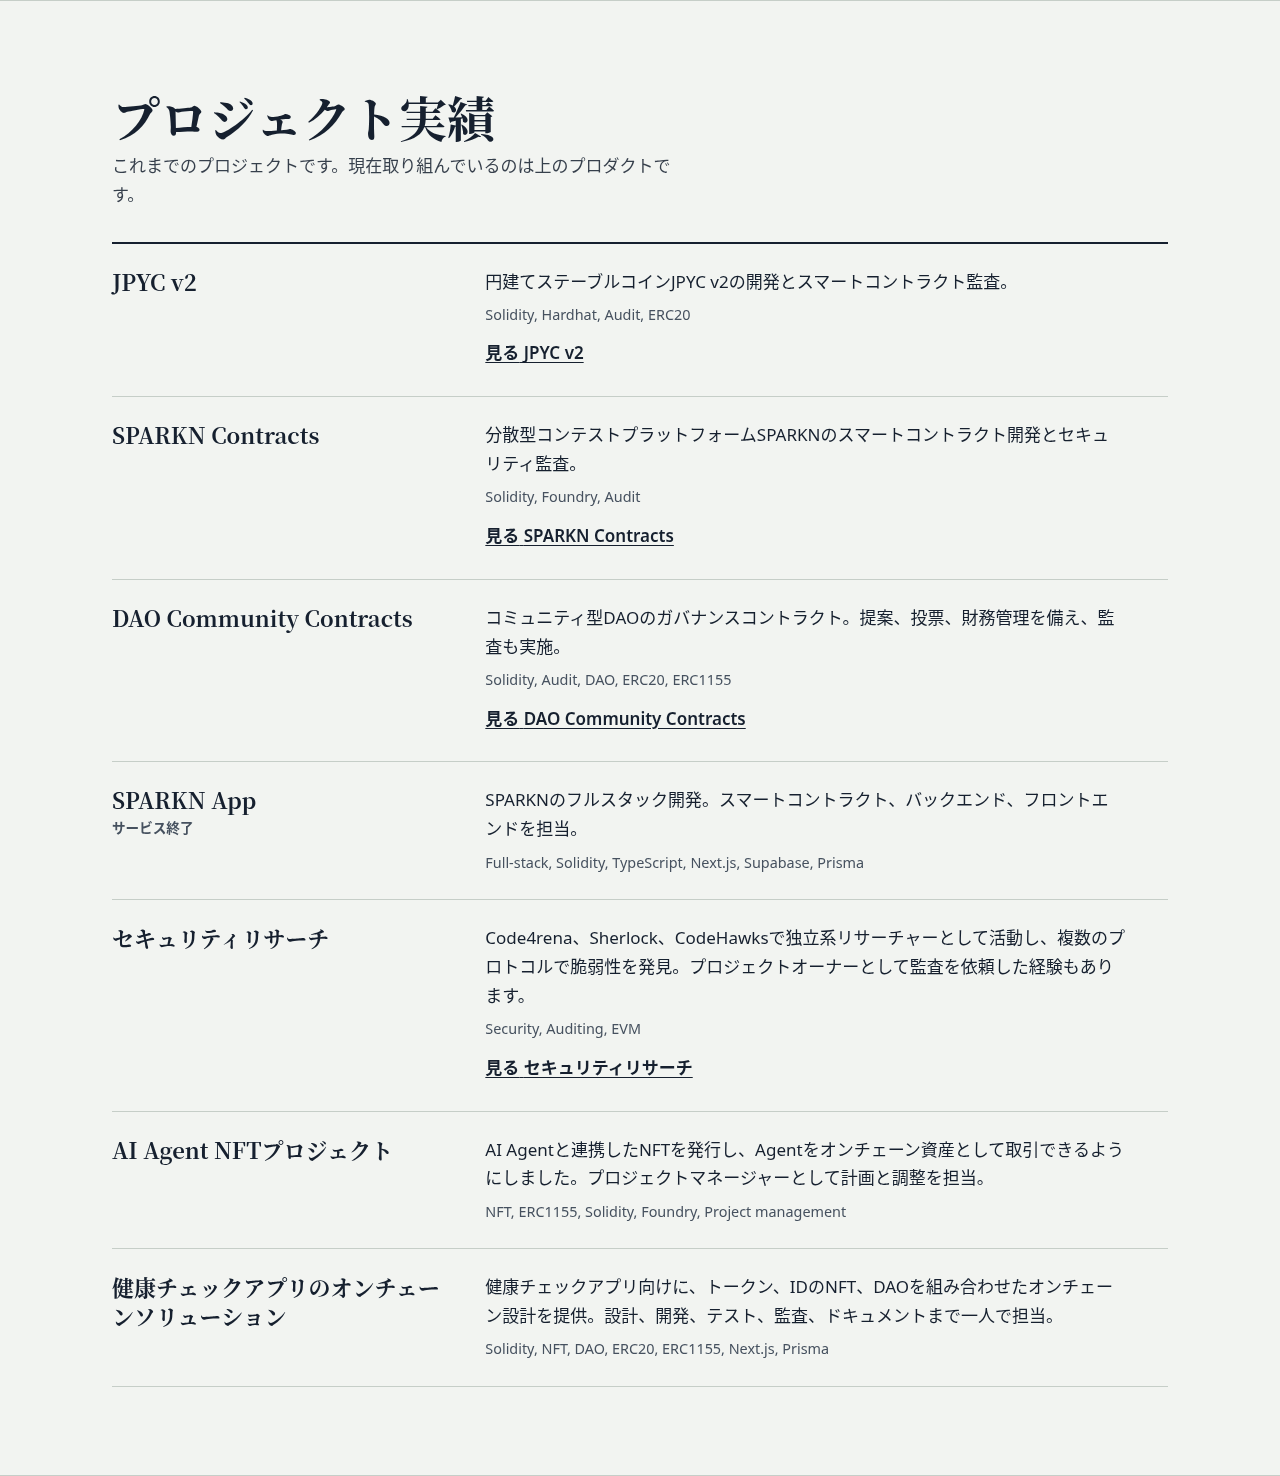 プロジェクト実績
これまでのプロジェクトです。現在取り組んでいるのは上のプロダクトで
す。
JPYC v2
円建てステーブルコインJPYC v2の開発とスマートコントラクト監査。
Solidity, Hardhat, Audit, ERC20
見る JPYC v2
SPARKN Contracts
分散型コンテストプラットフォームSPARKNのスマートコントラクト開発とセキュ
リティ監査。
Solidity, Foundry, Audit
見る SPARKN Contracts
DAO Community Contracts
コミュニティ型DAOのガバナンスコントラクト。提案、投票、財務管理を備え、監
査も実施。
Solidity, Audit, DAO, ERC20, ERC1155
見る DAO Community Contracts
SPARKN App
サービス終了
SPARKNのフルスタック開発。スマートコントラクト、バックエンド、フロントエ
ンドを担当。
Full-stack, Solidity, TypeScript, Next.js, Supabase, Prisma
セキュリティリサーチ
Code4rena、Sherlock、CodeHawksで独立系リサーチャーとして活動し、複数のプ
ロトコルで脆弱性を発見。プロジェクトオーナーとして監査を依頼した経験もあり
ます。
Security, Auditing, EVM
見る セキュリティリサーチ
AI Agent NFTプロジェクト
AI Agentと連携したNFTを発行し、Agentをオンチェーン資産として取引できるよう
にしました。プロジェクトマネージャーとして計画と調整を担当。
NFT, ERC1155, Solidity, Foundry, Project management
健康チェックアプリのオンチェー
ンソリューション
健康チェックアプリ向けに、トークン、IDのNFT、DAOを組み合わせたオンチェー
ン設計を提供。設計、開発、テスト、監査、ドキュメントまで一人で担当。
Solidity, NFT, DAO, ERC20, ERC1155, Next.js, Prisma